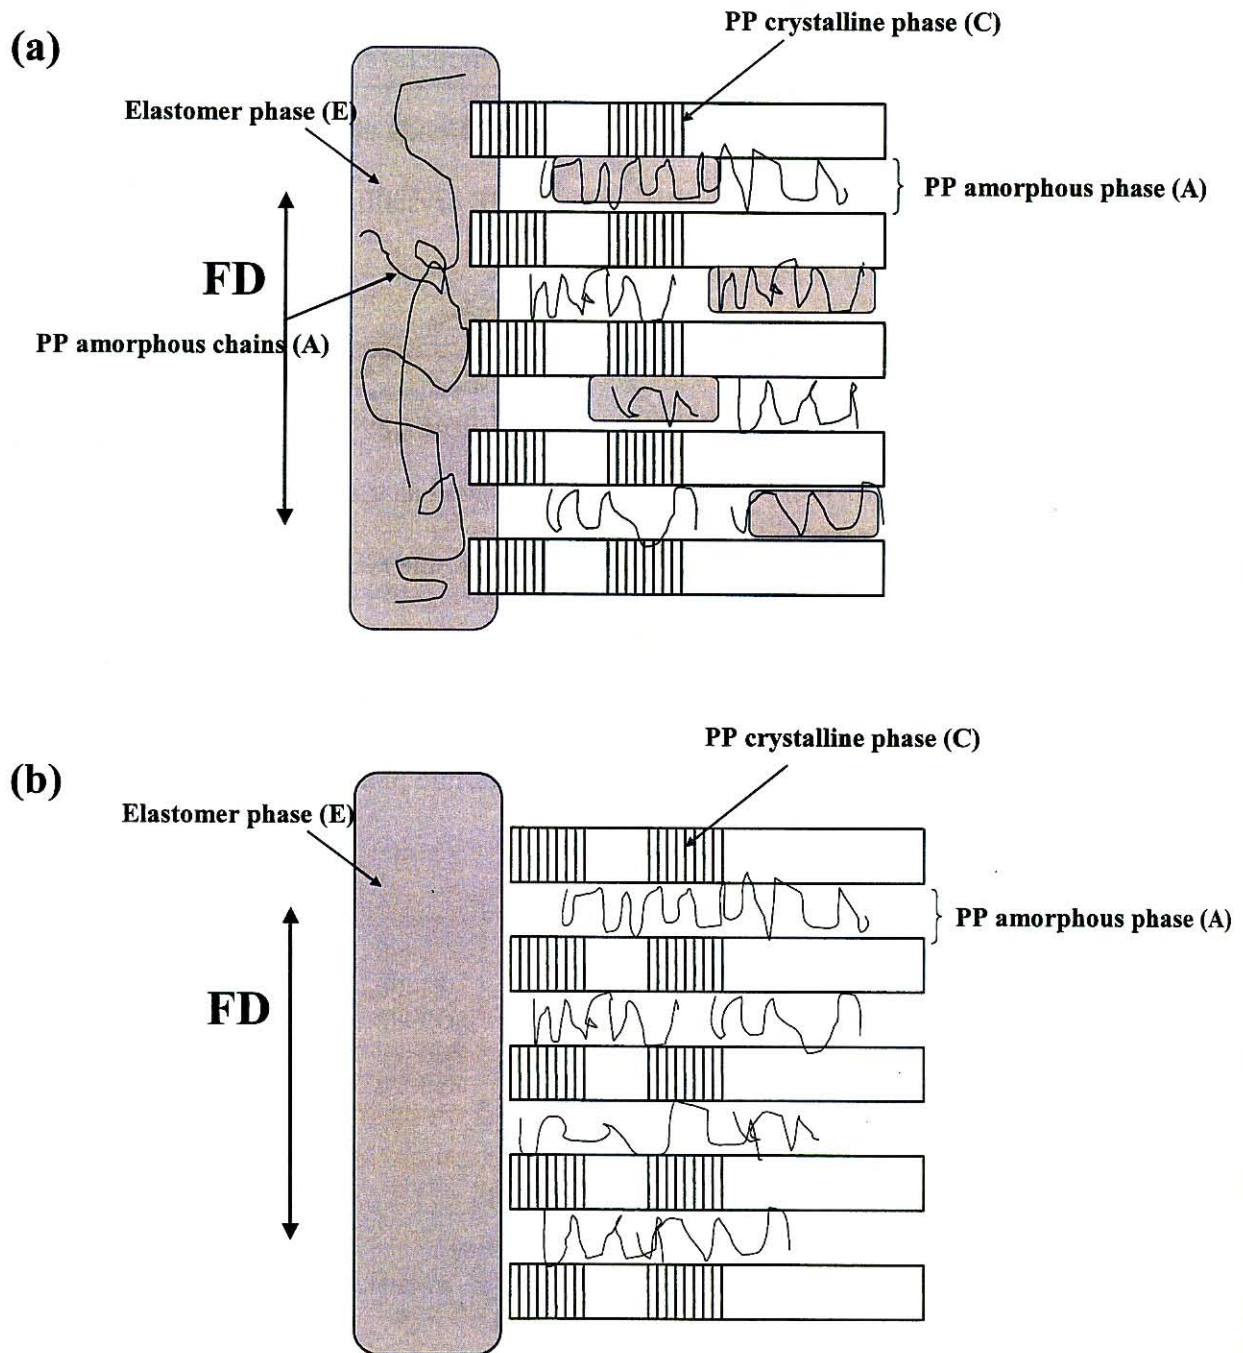 (a)
PP crystalline phase (C)
Elastomer phase (E)
PP amorphous phase (A)
FD
PP amorphous chains (A)
(b)
PP crystalline phase (C)
Elastomer phase (E)
PP amorphous phase (A)
FD